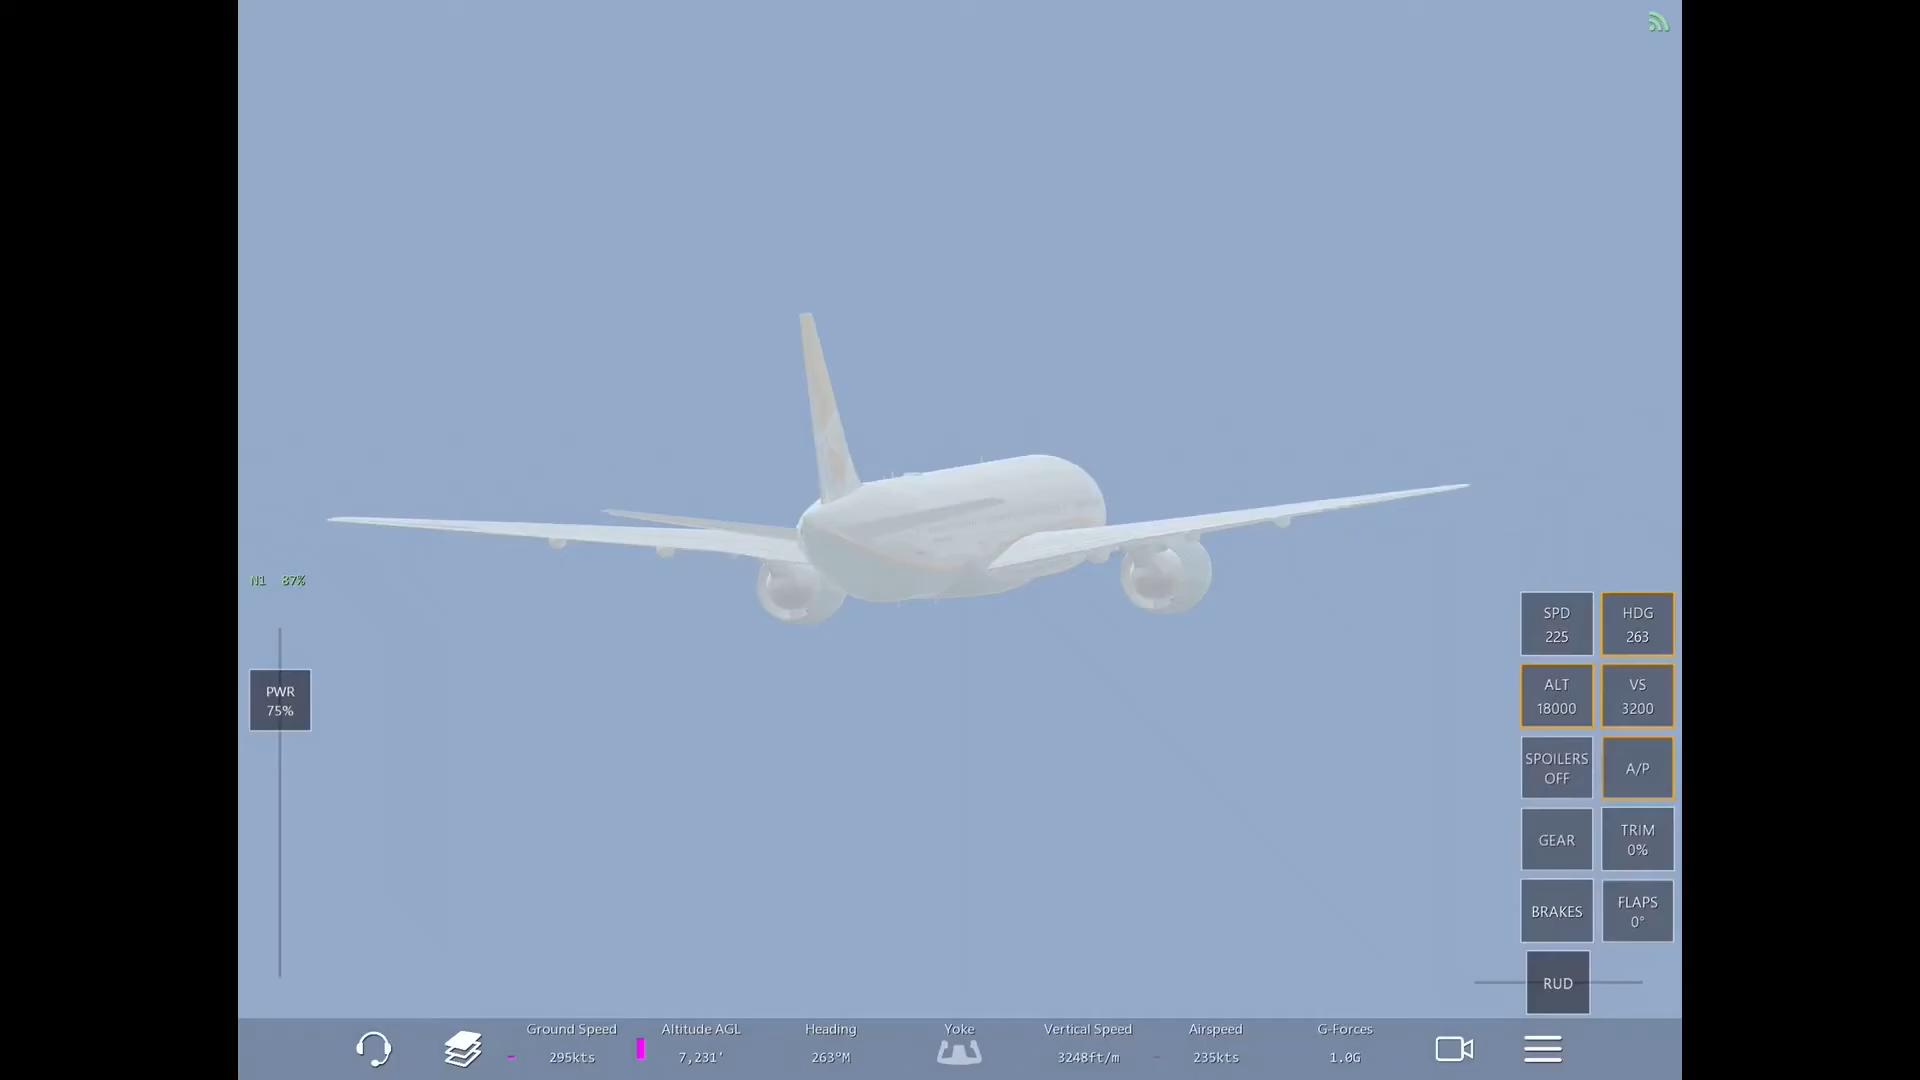 N1 87%
PWR
75%
SPD
225
HDG
263
ALT
18000
VS
3200
SPOILERS
OFF
A/P
GEAR
TRIM
0%
BRAKES
FLAPS
0°
RUD
Ground Speed
295kts
Altitude AGL
7,231'
Heading
263°M
Yoke
Vertical Speed
3248ft/m
Airspeed
235kts
G-Forces
1.0G